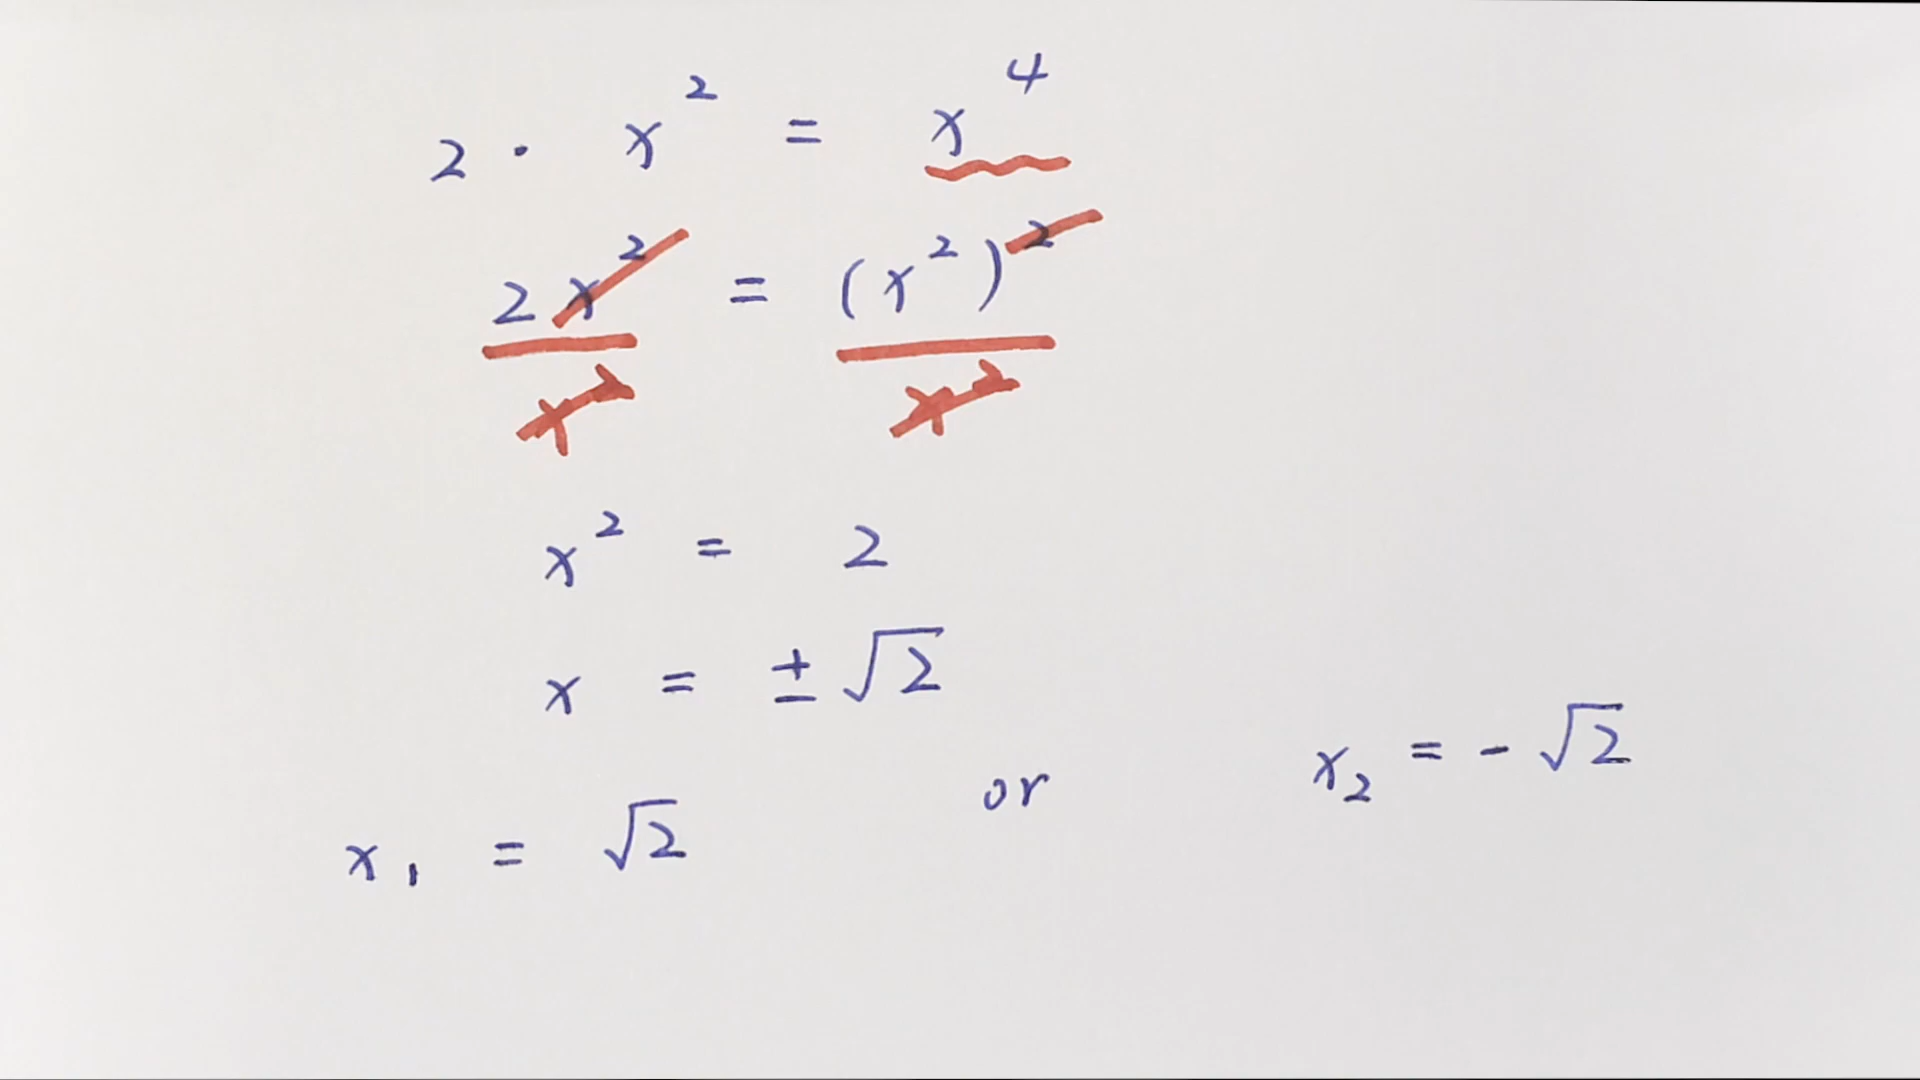 2 · x² = x⁴
2x² / x² = (x²)² / x²
x² = 2
x = ±√2
x₁ = √2 or x₂ = -√2